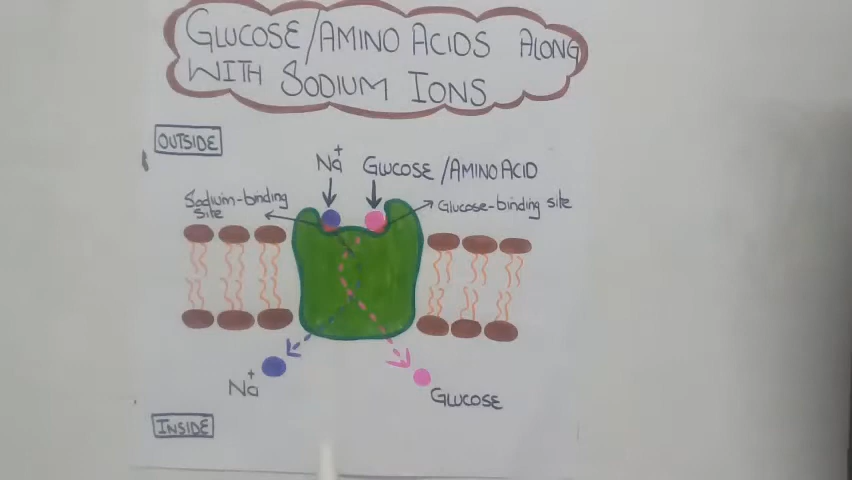 GLUCOSE/AMINO ACIDS ALONG
WITH SODIUM IONS
OUTSIDE
Na+ GLUCOSE/AMINO ACID
Sodium-binding
site
Glucose-binding site
Na+
GLUCOSE
INSIDE